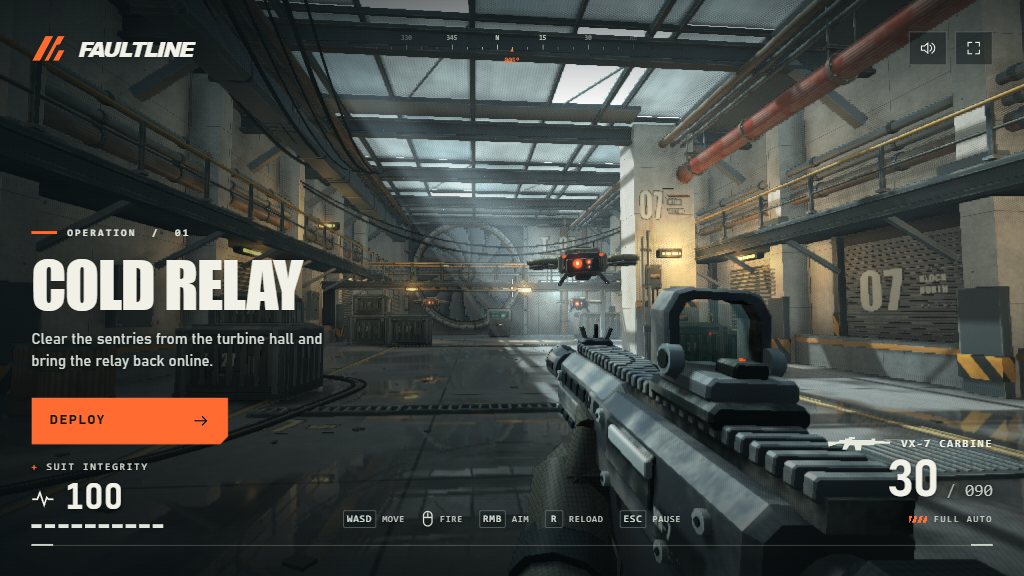 FAULTLINE
330 345 N 15 30
000°
07
07
OPERATION / 01
COLD RELAY
Clear the sentries from the turbine hall and
bring the relay back online.
DEPLOY →
+ SUIT INTEGRITY
100
VX-7 CARBINE
30 / 090
FULL AUTO
WASD MOVE FIRE RMB AIM R RELOAD ESC PAUSE